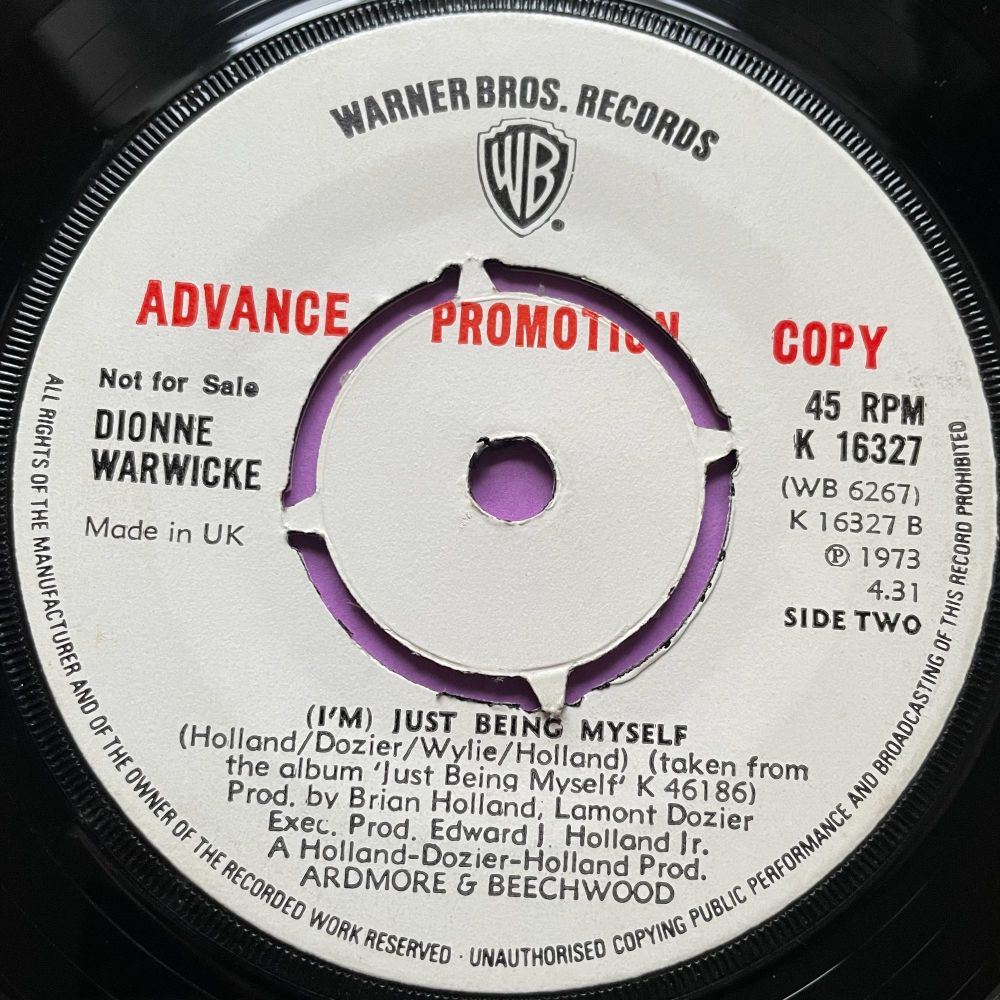 WARNER BROS. RECORDS
WB
ADVANCE PROMOTION COPY
Not for Sale
DIONNE
WARWICKE
Made in UK
45 RPM
K 16327
(WB 6267)
K 16327 B
℗ 1973
4.31
SIDE TWO
(I'M) JUST BEING MYSELF
(Holland/Dozier/Wylie/Holland) (taken from
the album 'Just Being Myself' K 46186)
Prod. by Brian Holland, Lamont Dozier
Exec. Prod. Edward J. Holland Jr.
A Holland-Dozier-Holland Prod.
ARDMORE & BEECHWOOD
ALL RIGHTS OF THE MANUFACTURER AND OF THE OWNER OF THE RECORDED WORK RESERVED · UNAUTHORISED COPYING PUBLIC PERFORMANCE AND BROADCASTING OF THIS RECORD PROHIBITED